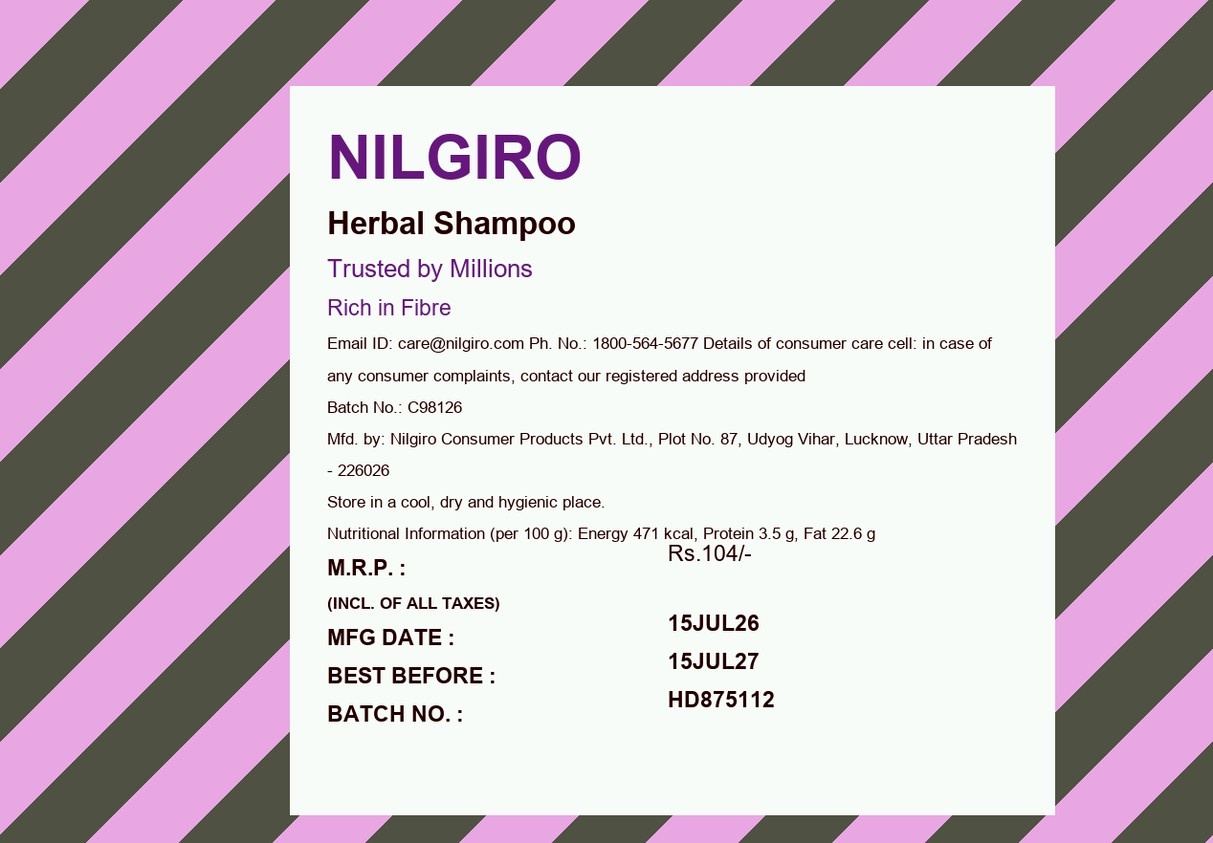 NILGIRO
Herbal Shampoo
Trusted by Millions
Rich in Fibre
Email ID: care@nilgiro.com Ph. No.: 1800-564-5677 Details of consumer care cell: in case of
any consumer complaints, contact our registered address provided
Batch No.: C98126
Mfd. by: Nilgiro Consumer Products Pvt. Ltd., Plot No. 87, Udyog Vihar, Lucknow, Uttar Pradesh
- 226026
Store in a cool, dry and hygienic place.
Nutritional Information (per 100 g): Energy 471 kcal, Protein 3.5 g, Fat 22.6 g
M.R.P. : Rs.104/-
(INCL. OF ALL TAXES)
MFG DATE : 15JUL26
BEST BEFORE : 15JUL27
BATCH NO. : HD875112